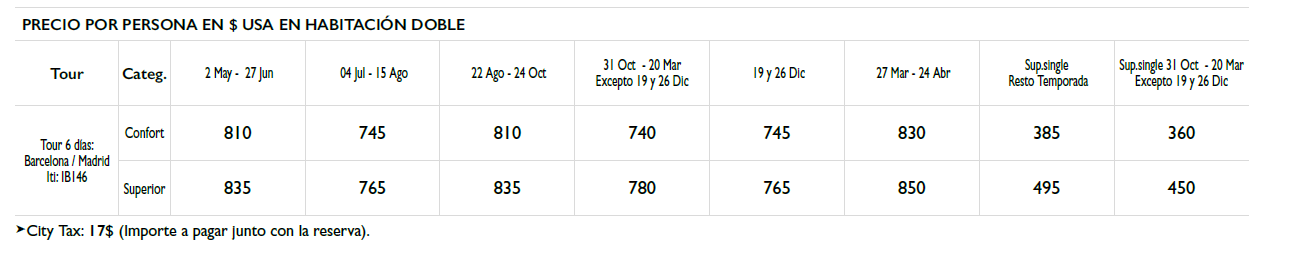 PRECIO POR PERSONA EN $ USA EN HABITACIÓN DOBLE
Tour Categ. 2 May - 27 Jun 04 Jul - 15 Ago 22 Ago - 24 Oct 31 Oct - 20 Mar Excepto 19 y 26 Dic 19 y 26 Dic 27 Mar - 24 Abr Sup.single Resto Temporada Sup.single 31 Oct - 20 Mar Excepto 19 y 26 Dic
Tour 6 días:
Barcelona / Madrid
Iti: IB146
Confort 810 745 810 740 745 830 385 360
Superior 835 765 835 780 765 850 495 450
➤City Tax: 17$ (Importe a pagar junto con la reserva).